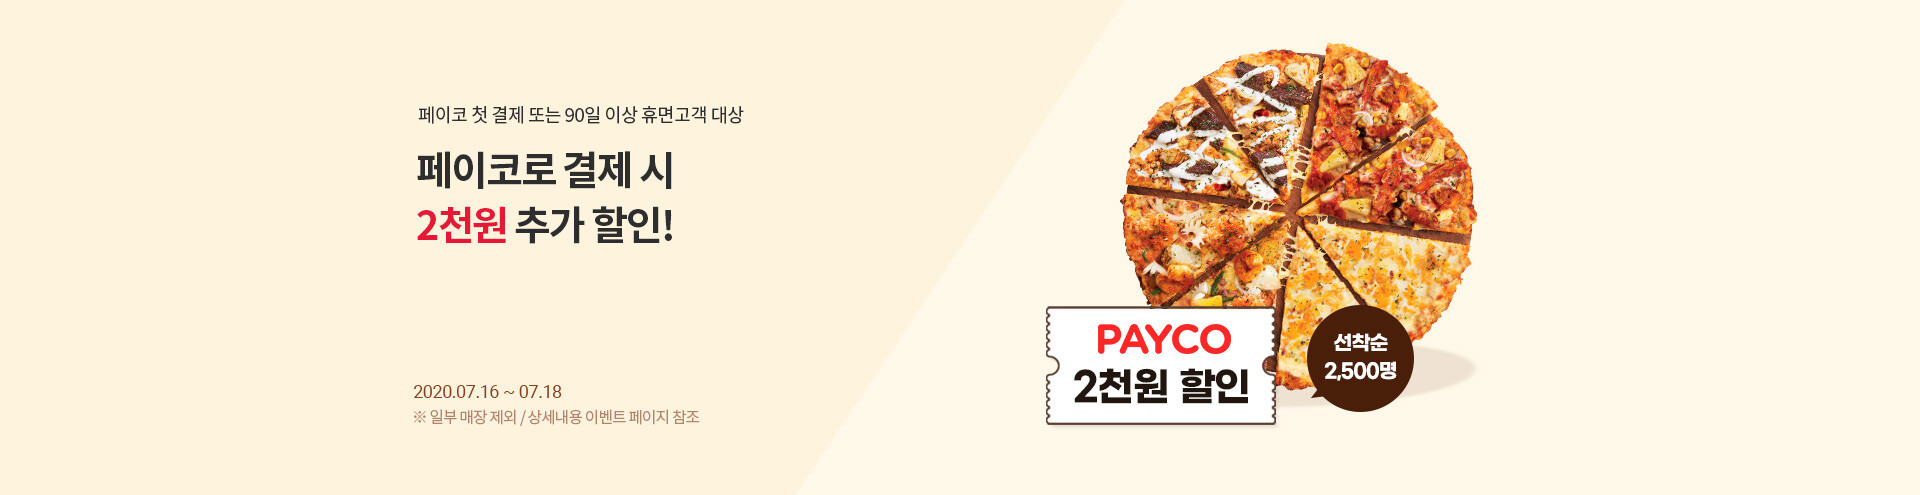 페이코 첫 결제 또는 90일 이상 휴면고객 대상
페이코로 결제 시
2천원 추가 할인!
2020.07.16 ~ 07.18
※ 일부 매장 제외 / 상세내용 이벤트 페이지 참조
PAYCO
2천원 할인
선착순
2,500명